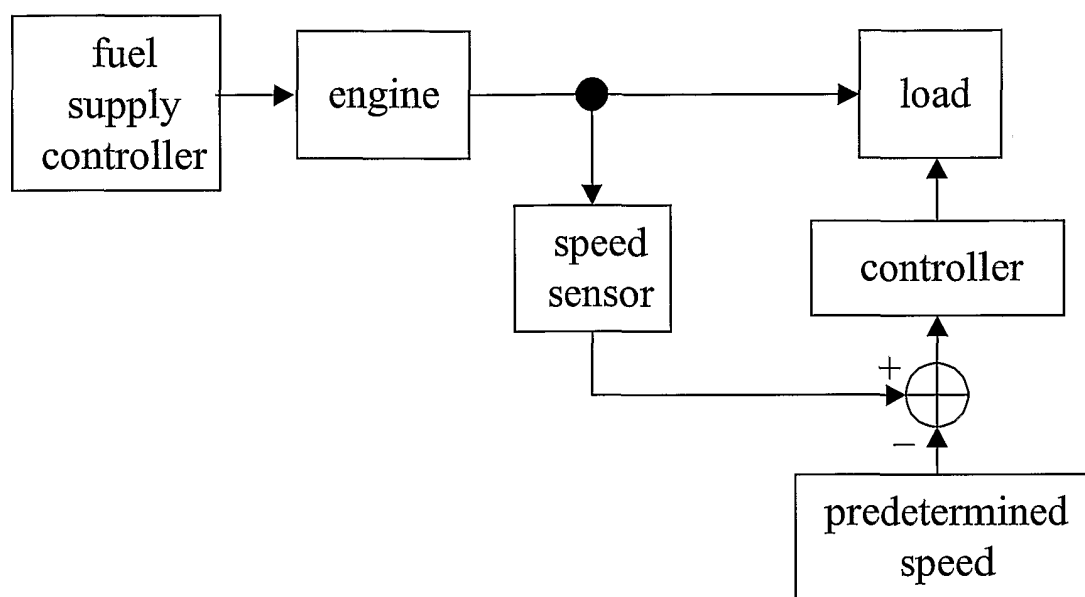 fuel
supply
controller
engine
load
speed
sensor
controller
+
−
predetermined
speed